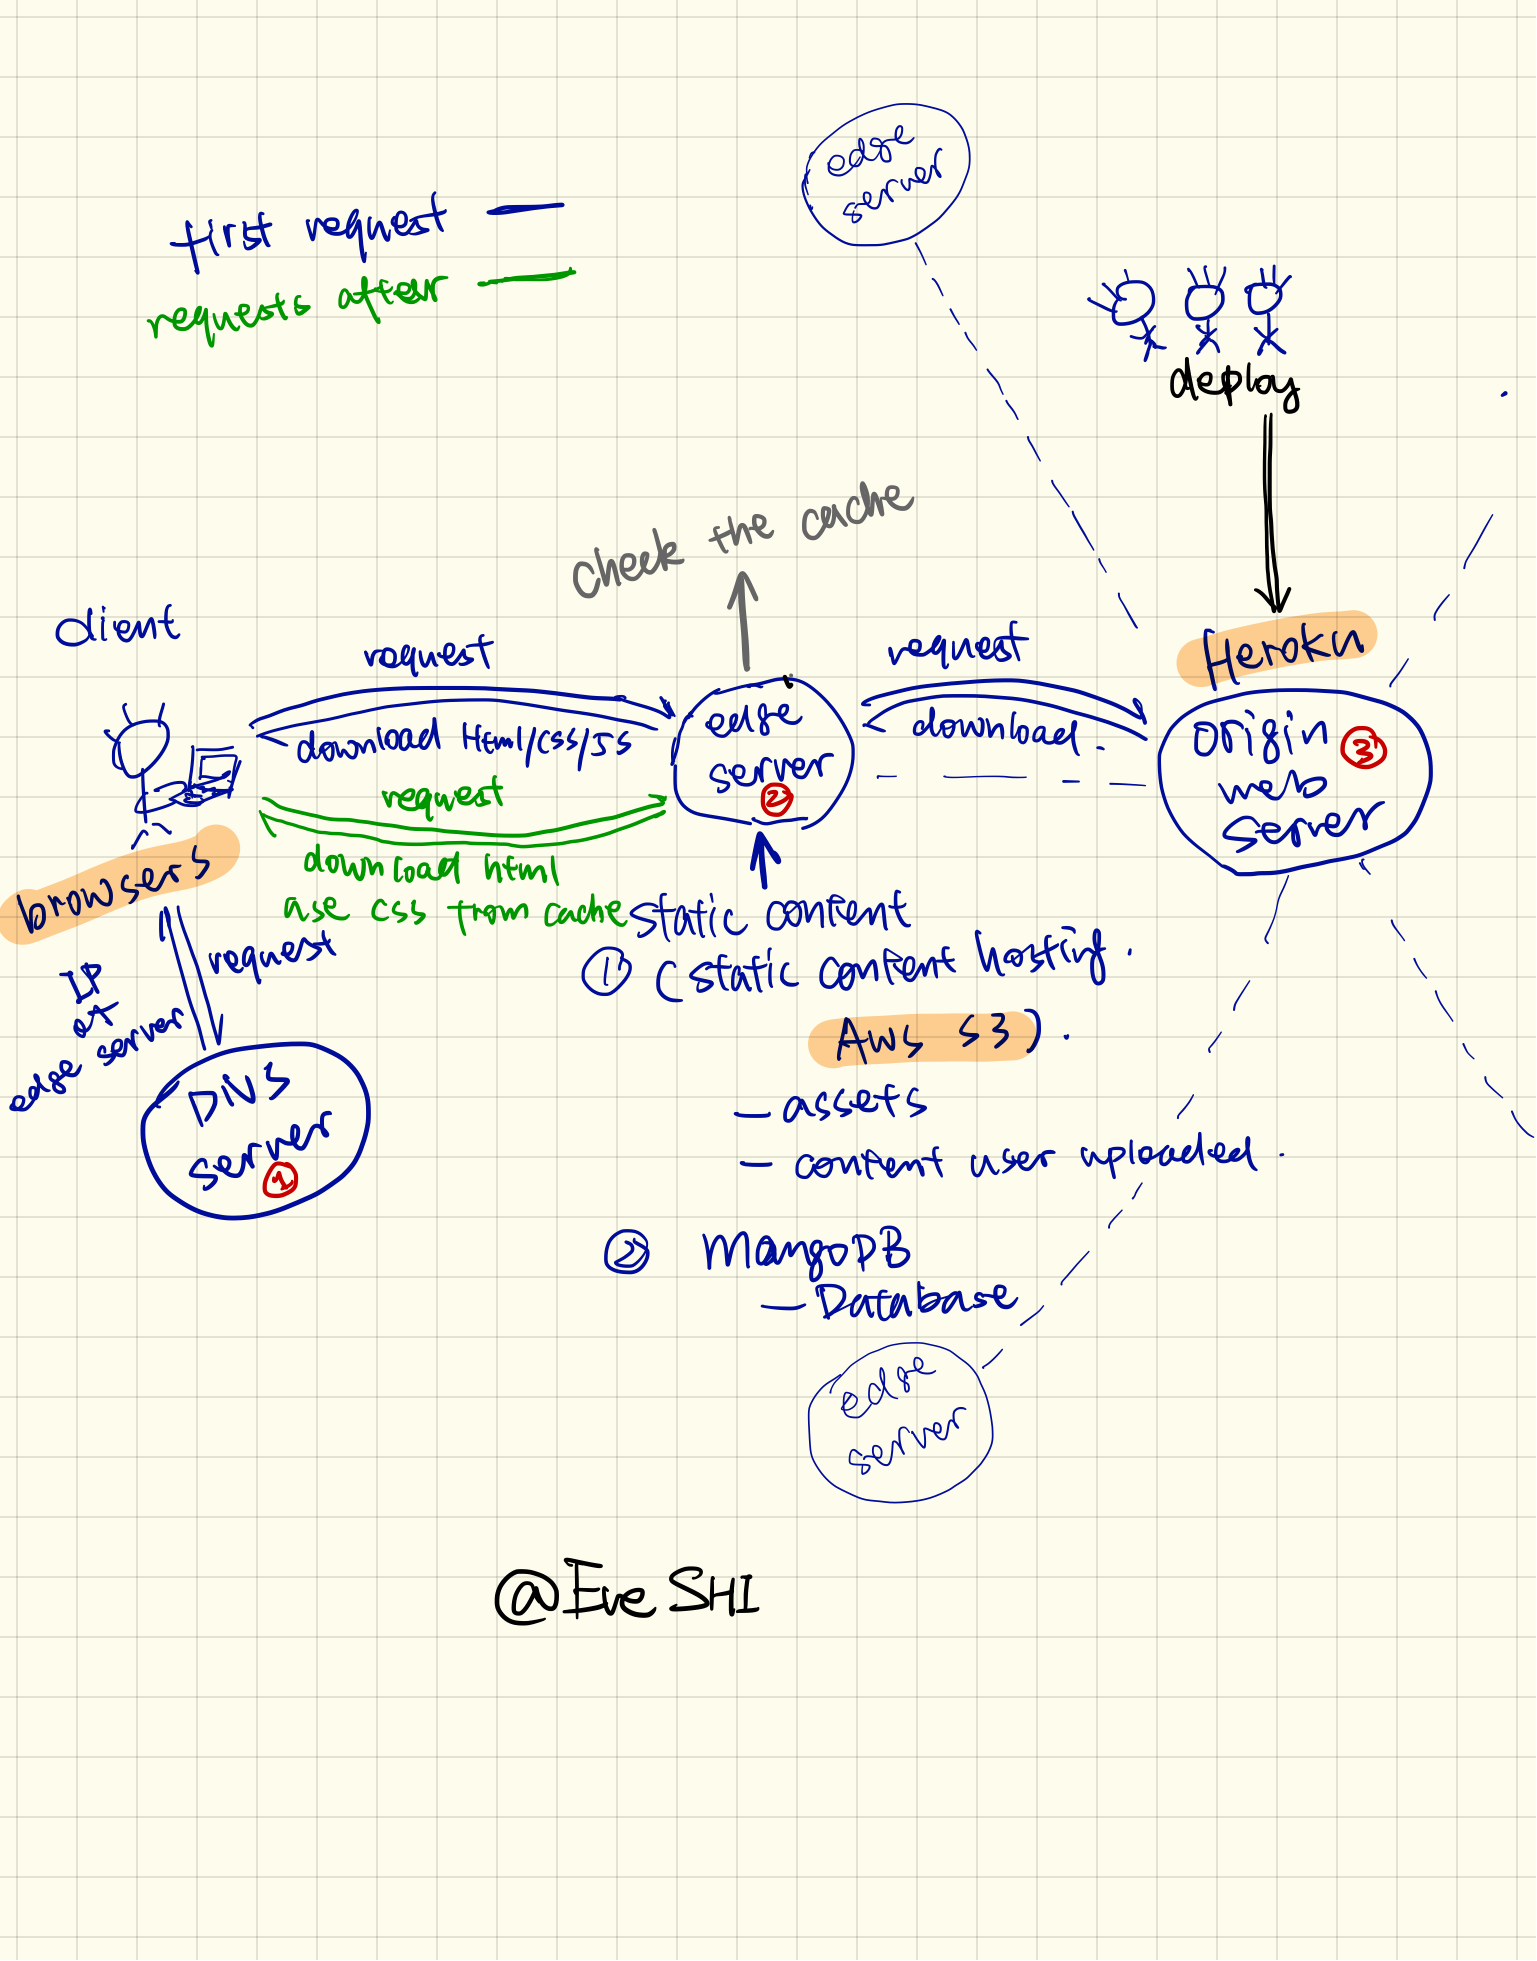 edge
server
first request
requests after
deploy
check the cache
client
request
request
Heroku
download Html/css/JS
edge
server
②
download.
origin
web
server
③
request
download html
use css from cache
browsers
static content
① (static content hosting.
AWS S3).
request
IP
of
edge server
DNS
server
①
- assets
- content user uploaded.
② MangoDB
- Database
edge
server
@Eve SHI